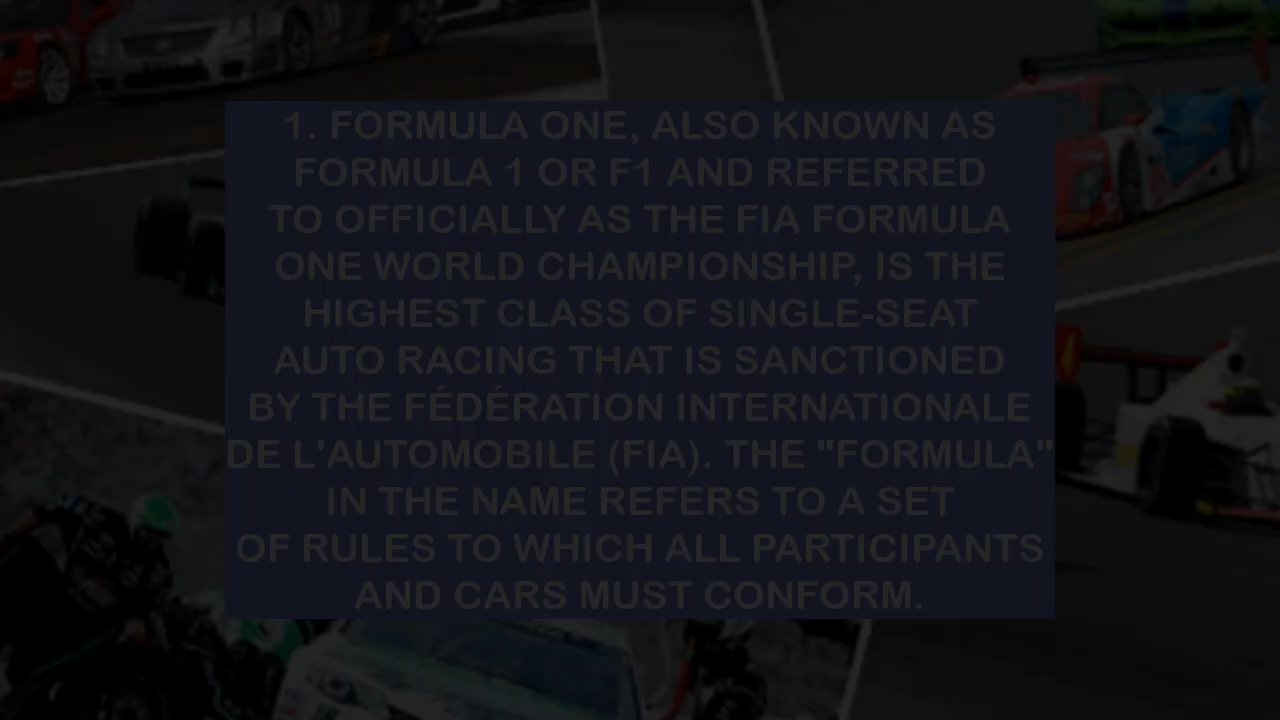 1. FORMULA ONE, ALSO KNOWN AS
FORMULA 1 OR F1 AND REFERRED
TO OFFICIALLY AS THE FIA FORMULA
ONE WORLD CHAMPIONSHIP, IS THE
HIGHEST CLASS OF SINGLE-SEAT
AUTO RACING THAT IS SANCTIONED
BY THE FÉDÉRATION INTERNATIONALE
DE L'AUTOMOBILE (FIA). THE "FORMULA"
IN THE NAME REFERS TO A SET
OF RULES TO WHICH ALL PARTICIPANTS
AND CARS MUST CONFORM.